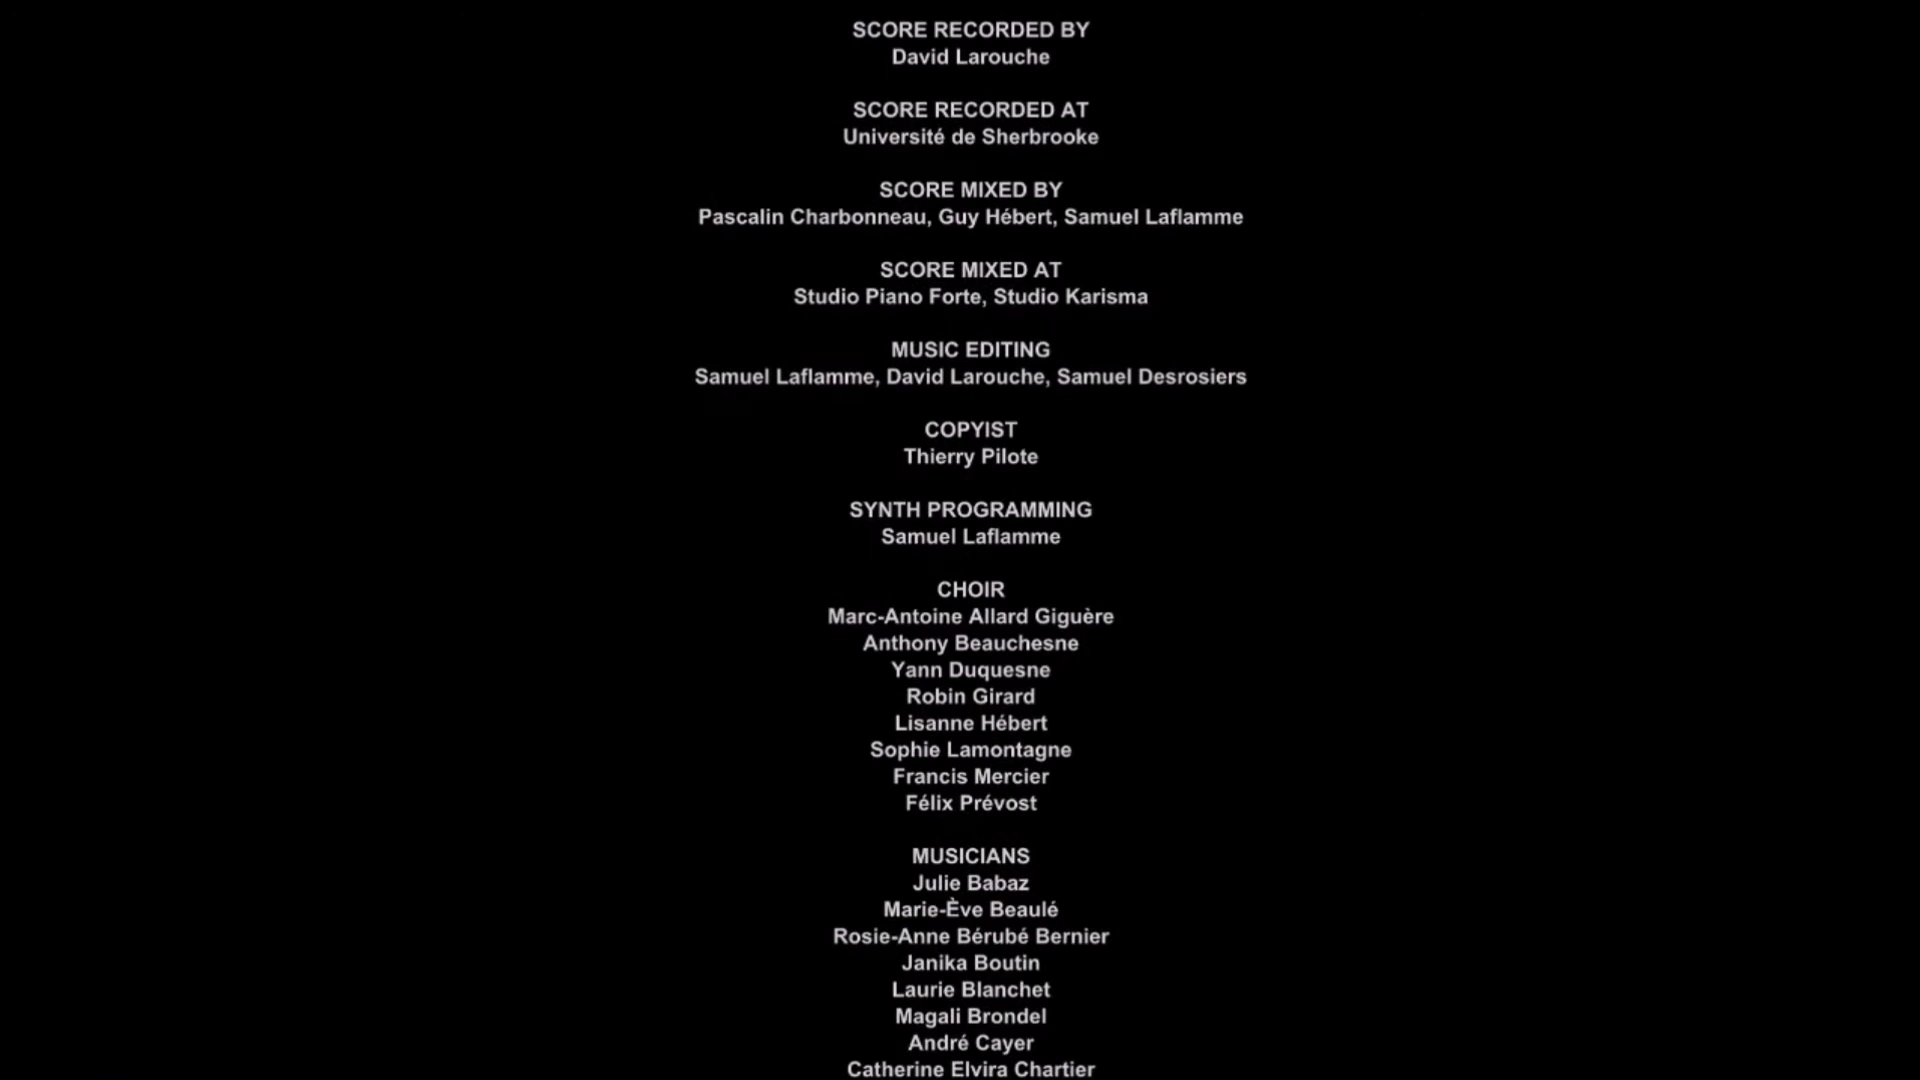 SCORE RECORDED BY
David Larouche
SCORE RECORDED AT
Université de Sherbrooke
SCORE MIXED BY
Pascalin Charbonneau, Guy Hébert, Samuel Laflamme
SCORE MIXED AT
Studio Piano Forte, Studio Karisma
MUSIC EDITING
Samuel Laflamme, David Larouche, Samuel Desrosiers
COPYIST
Thierry Pilote
SYNTH PROGRAMMING
Samuel Laflamme
CHOIR
Marc-Antoine Allard Giguère
Anthony Beauchesne
Yann Duquesne
Robin Girard
Lisanne Hébert
Sophie Lamontagne
Francis Mercier
Félix Prévost
MUSICIANS
Julie Babaz
Marie-Ève Beaulé
Rosie-Anne Bérubé Bernier
Janika Boutin
Laurie Blanchet
Magali Brondel
André Cayer
Catherine Elvira Chartier